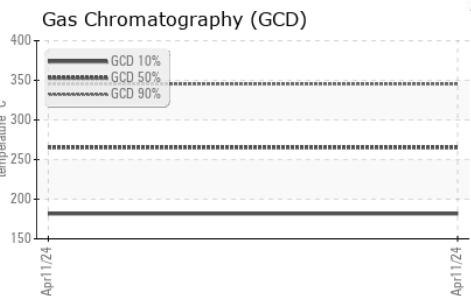 Gas Chromatography (GCD)
400
350
300
250
200
150
temperature °C
GCD 10%
GCD 50%
GCD 90%
Apr11/24
Apr11/24